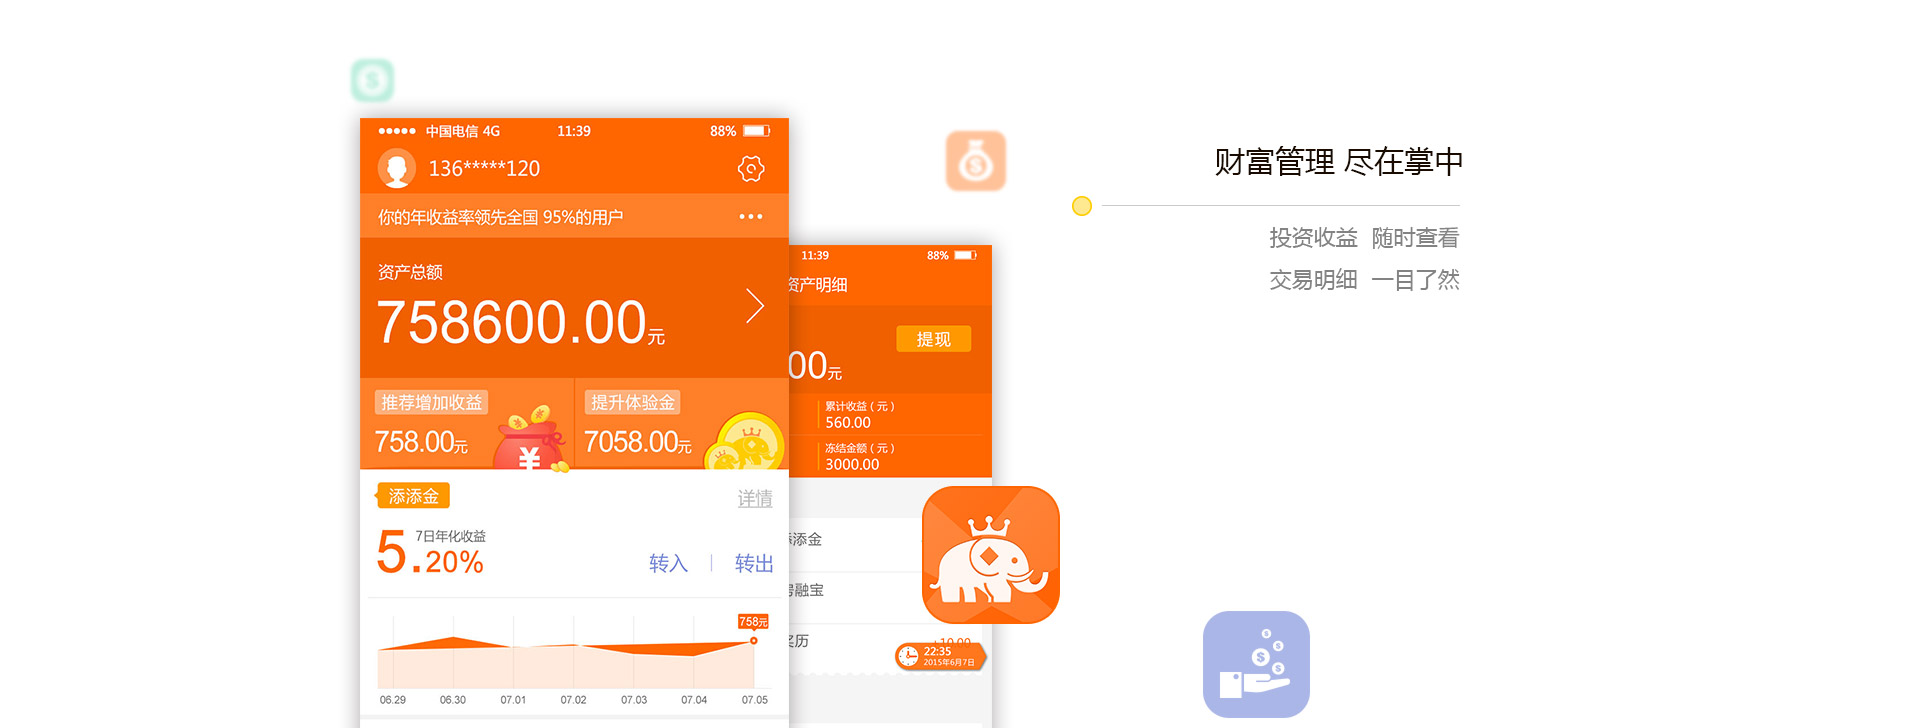 中国电信 4G 11:39 88%
136*****120
你的年收益率领先全国 95%的用户
资产总额
758600.00元
推荐增加收益 提升体验金
758.00元 7058.00元
¥
添添金 详情
7日年化收益
5.20%
转入 转出
758元
06.29 06.30 07.01 07.02 07.03 07.04 07.05
11:39 88%
资产明细
提现
00元
累计收益（元）
560.00
冻结金额（元）
3000.00
添添金
融宝
历
+10.00
22:35
2015年6月7日
财富管理 尽在掌中
投资收益 随时查看
交易明细 一目了然